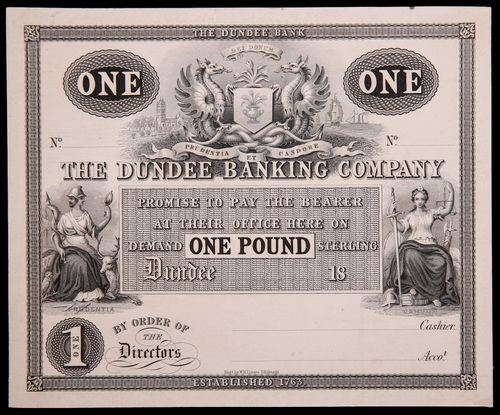 THE DUNDEE BANK
DEI DONUM
ONE
ONE
PRUDENTIA ET CANDORE
No.
No.
THE DUNDEE BANKING COMPANY
PROMISE TO PAY THE BEARER
AT THEIR OFFICE HERE ON
DEMAND ONE POUND STERLING
Dundee 18
PRUDENTIA
CANDOR
1
ONE
BY ORDER OF
THE
Directors
Cashier.
Acco.t
ESTABLISHED 1763